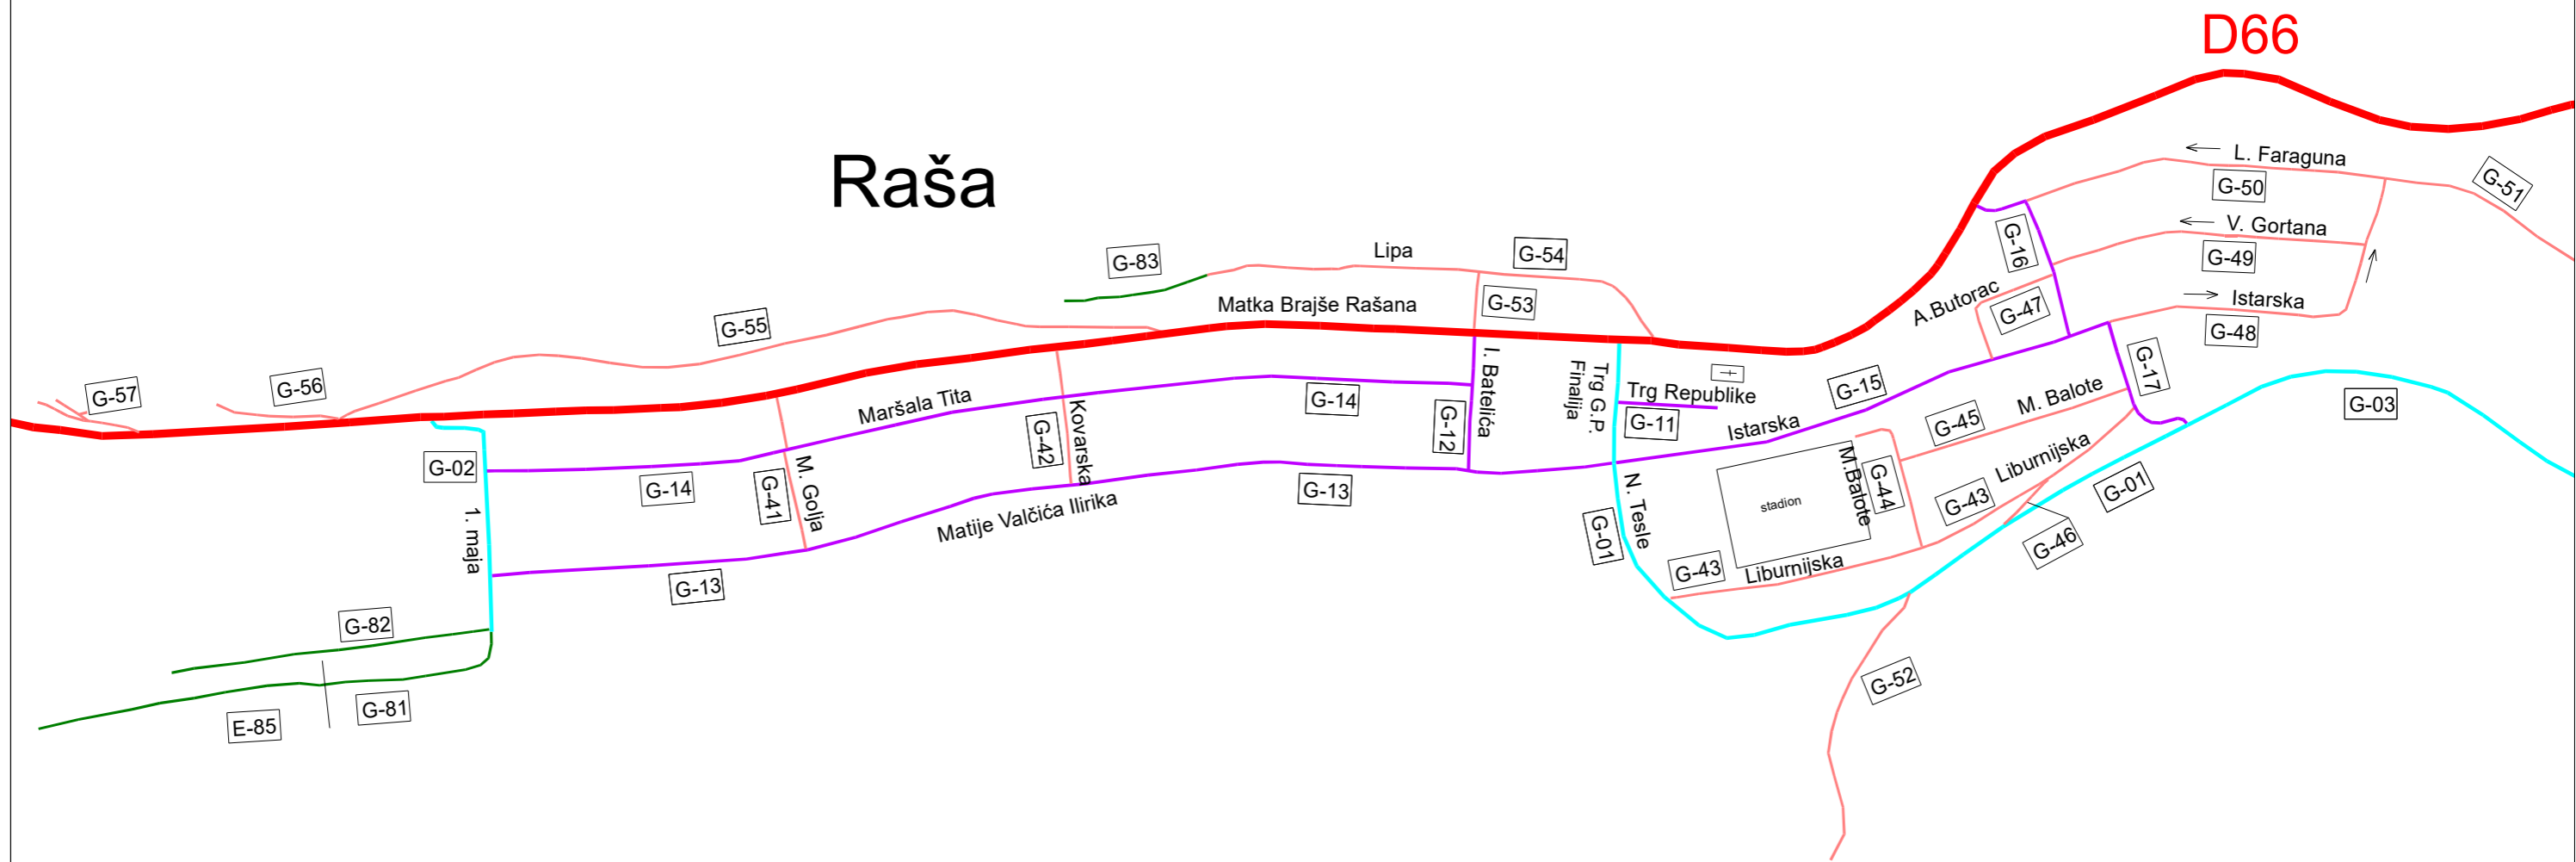 D66
Raša
L. Faraguna
G-50
G-51
V. Gortana
G-49
G-16
Istarska
G-48
A.Butorac
G-47
G-17
G-83
Lipa
G-54
G-53
Matka Brajše Rašana
G-55
G-56
G-57
Maršala Tita
G-14
G-14
Kovarska
G-42
G-12
I. Batelića
Trg G.P.
Finalija
Trg Republike
G-11
G-15
Istarska
M. Balote
G-45
G-03
G-02
1. maja
G-41
M. Golja
Matije Valčića Ilirika
G-13
G-13
N. Tesle
G-01
stadion
M.Balote
G-44
Liburnijska
G-43
G-01
G-46
G-43
Liburnijska
G-52
G-82
G-81
E-85